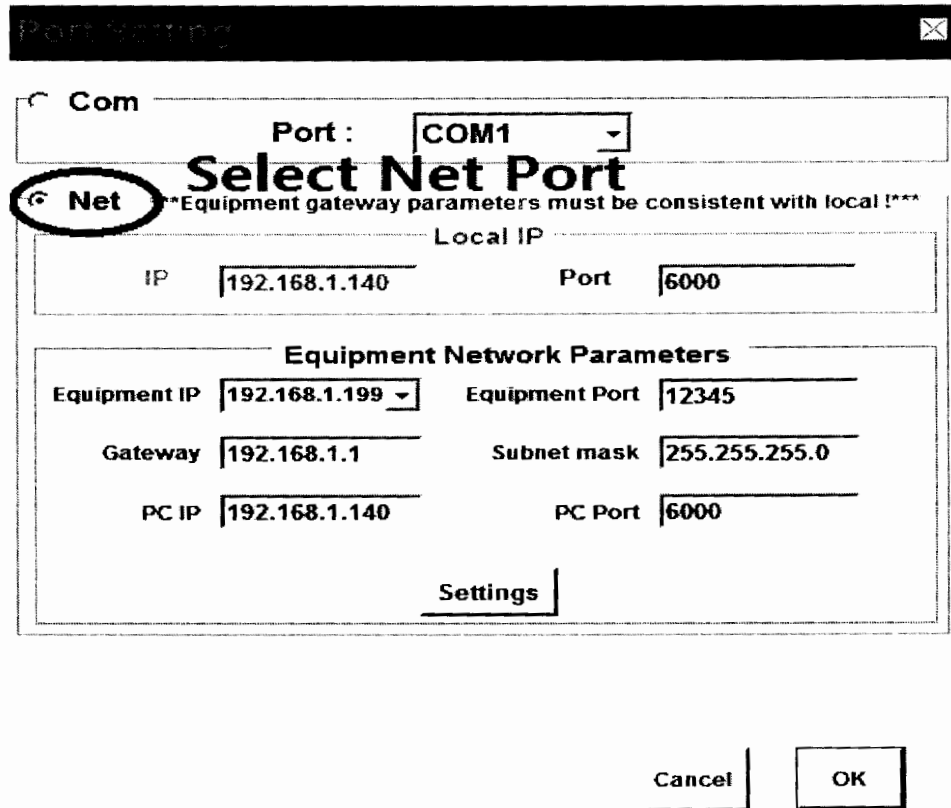 Port Setting
Com
Port : COM1
Select Net Port
Net **Equipment gateway parameters must be consistent with local !***
Local IP
IP 192.168.1.140 Port 6000
Equipment Network Parameters
Equipment IP 192.168.1.199 Equipment Port 12345
Gateway 192.168.1.1 Subnet mask 255.255.255.0
PC IP 192.168.1.140 PC Port 6000
Settings
Cancel OK